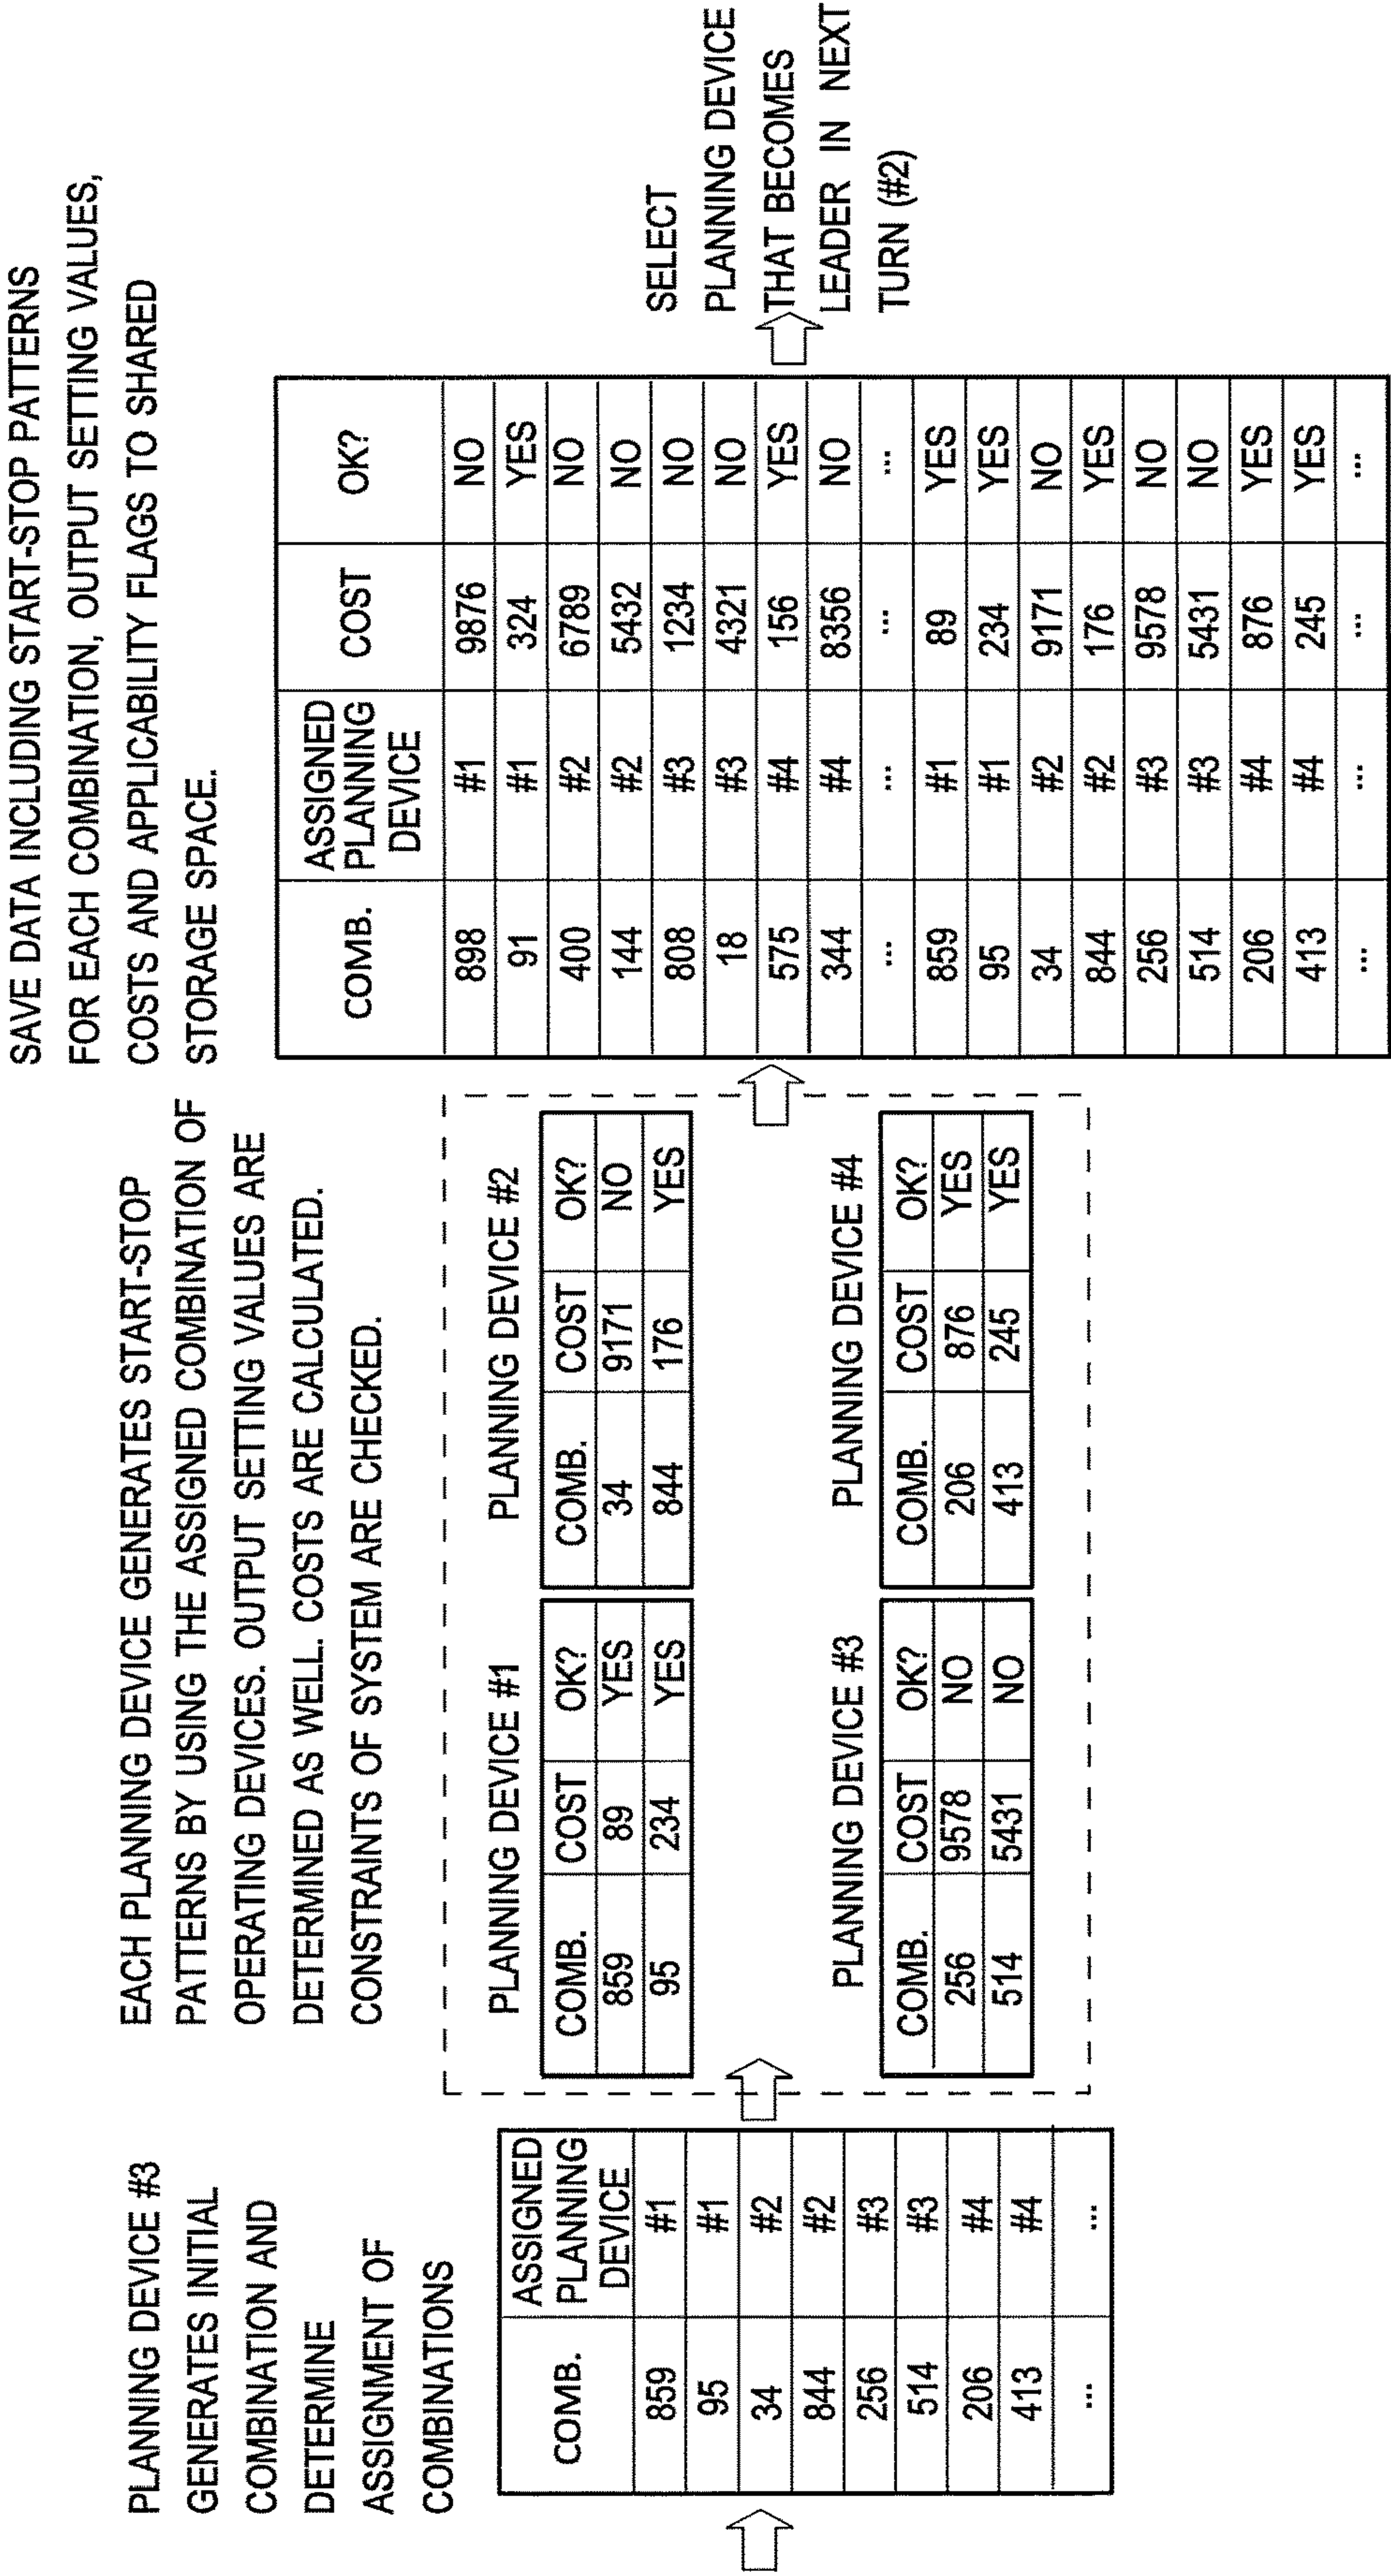 PLANNING DEVICE #3
GENERATES INITIAL
COMBINATION AND
DETERMINE
ASSIGNMENT OF
COMBINATIONS
COMB. ASSIGNED PLANNING DEVICE
859 #1
95 #1
34 #2
844 #2
256 #3
514 #3
206 #4
413 #4
... ...
EACH PLANNING DEVICE GENERATES START-STOP
PATTERNS BY USING THE ASSIGNED COMBINATION OF
OPERATING DEVICES. OUTPUT SETTING VALUES ARE
DETERMINED AS WELL. COSTS ARE CALCULATED.
CONSTRAINTS OF SYSTEM ARE CHECKED.
PLANNING DEVICE #1
COMB. COST OK?
859 89 YES
95 234 YES
PLANNING DEVICE #2
COMB. COST OK?
34 9171 NO
844 176 YES
PLANNING DEVICE #3
COMB. COST OK?
256 9578 NO
514 5431 NO
PLANNING DEVICE #4
COMB. COST OK?
206 876 YES
413 245 YES
SAVE DATA INCLUDING START-STOP PATTERNS
FOR EACH COMBINATION, OUTPUT SETTING VALUES,
COSTS AND APPLICABILITY FLAGS TO SHARED
STORAGE SPACE.
COMB. ASSIGNED PLANNING DEVICE COST OK?
898 #1 9876 NO
91 #1 324 YES
400 #2 6789 NO
144 #2 5432 NO
808 #3 1234 NO
18 #3 4321 NO
575 #4 156 YES
344 #4 8356 NO
... ... ... ...
859 #1 89 YES
95 #1 234 YES
34 #2 9171 NO
844 #2 176 YES
256 #3 9578 NO
514 #3 5431 NO
206 #4 876 YES
413 #4 245 YES
... ... ... ...
SELECT
PLANNING DEVICE
THAT BECOMES
LEADER IN NEXT
TURN (#2)